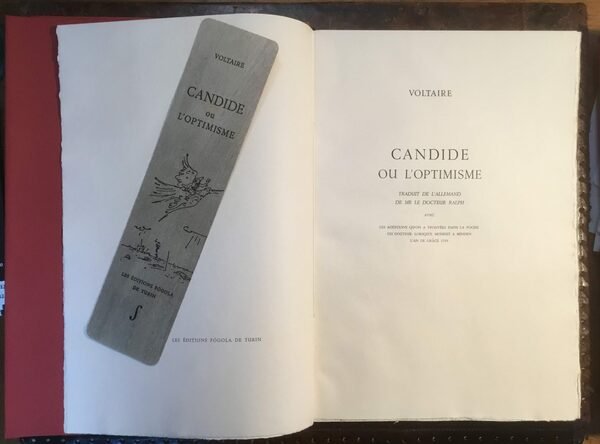 VOLTAIRE
CANDIDE
OU
L'OPTIMISME
LES ÉDITIONS FÒGOLA
DE TURIN
LES ÉDITIONS FÒGOLA DE TURIN
VOLTAIRE
CANDIDE
OU L'OPTIMISME
TRADUIT DE L'ALLEMAND
DE MR LE DOCTEUR RALPH
AVEC
LES ADDITIONS QU'ON A TROUVÉES DANS LA POCHE
DU DOCTEUR, LORSQU'IL MOURUT A MINDEN
L'AN DE GRÂCE 1759